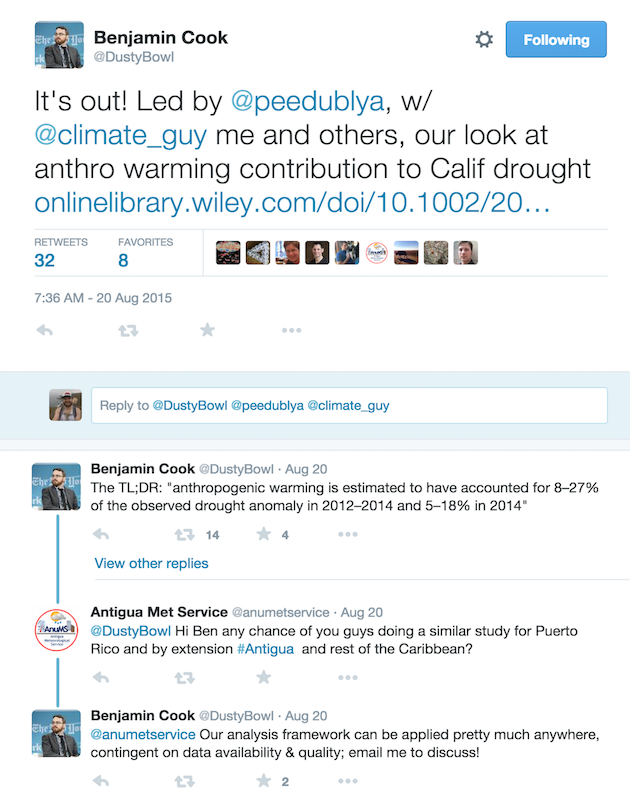 Benjamin Cook
@DustyBowl
Following
It's out! Led by @peedublya, w/
@climate_guy me and others, our look at
anthro warming contribution to Calif drought
onlinelibrary.wiley.com/doi/10.1002/20…
RETWEETS FAVORITES
32 8
7:36 AM - 20 Aug 2015
Reply to @DustyBowl @peedublya @climate_guy
Benjamin Cook @DustyBowl · Aug 20
The TL;DR: "anthropogenic warming is estimated to have accounted for 8–27%
of the observed drought anomaly in 2012–2014 and 5–18% in 2014"
14 4
View other replies
Antigua Met Service @anumetservice · Aug 20
@DustyBowl Hi Ben any chance of you guys doing a similar study for Puerto
Rico and by extension #Antigua and rest of the Caribbean?
AnuMS
Antigua
Meteorological
Service
Benjamin Cook @DustyBowl · Aug 20
@anumetservice Our analysis framework can be applied pretty much anywhere,
contingent on data availability & quality; email me to discuss!
2